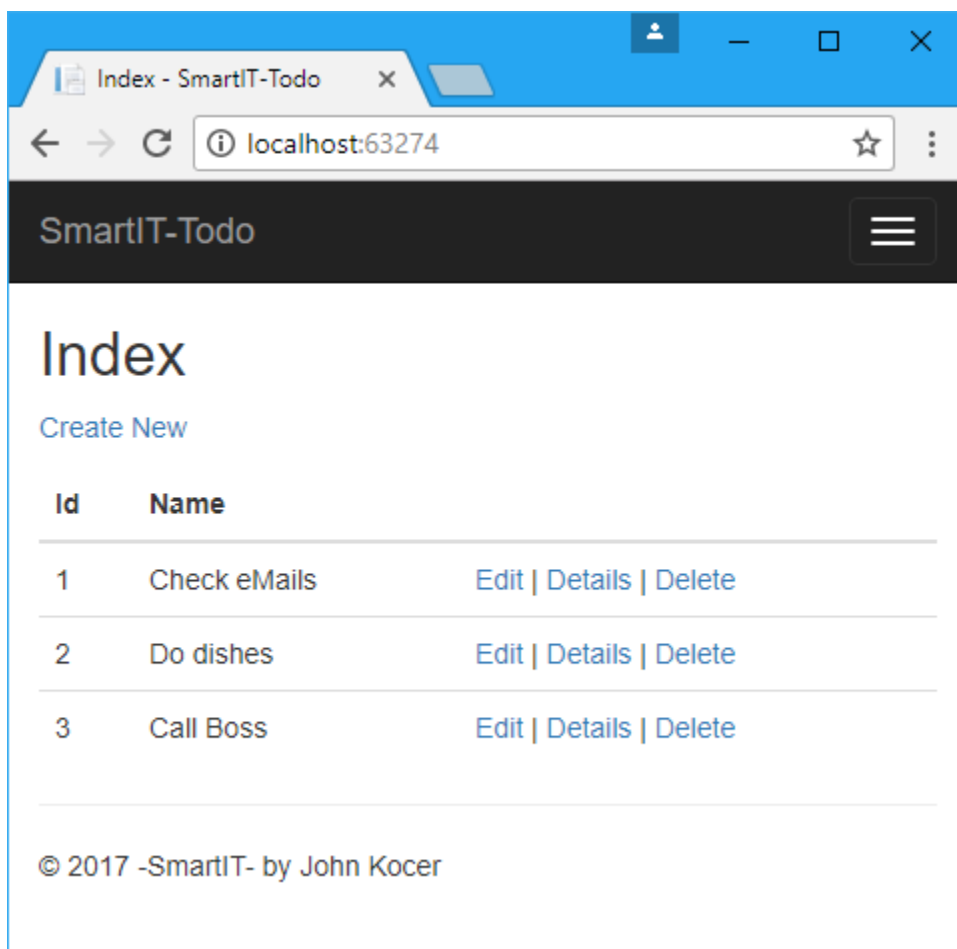 Index - SmartIT-Todo
localhost:63274
SmartIT-Todo
Index
Create New
Id Name
1 Check eMails Edit | Details | Delete
2 Do dishes Edit | Details | Delete
3 Call Boss Edit | Details | Delete
© 2017 -SmartIT- by John Kocer